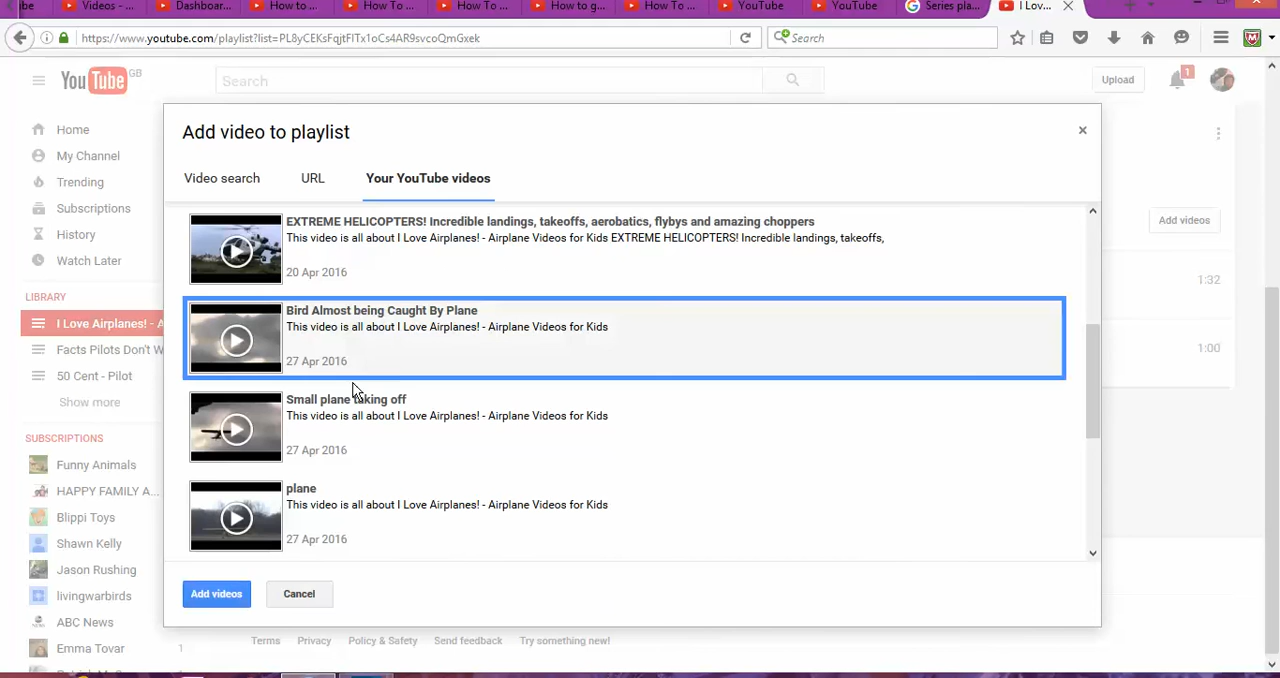 be
Videos -...
Dashboar...
How to ...
How To ...
How To ...
How to g...
How To ...
YouTube
YouTube
Series pla...
I Lov...
https://www.youtube.com/playlist?list=PL8yCEKsFqjtFITx1oCs4AR9svcoQmGxek
Search
YouTube GB
Search
Upload
1
Home
My Channel
Trending
Subscriptions
History
Watch Later
LIBRARY
I Love Airplanes! - A
Facts Pilots Don't W
50 Cent - Pilot
Show more
SUBSCRIPTIONS
Funny Animals
HAPPY FAMILY A...
Blippi Toys
Shawn Kelly
Jason Rushing
livingwarbirds
ABC News
Emma Tovar 1
Add video to playlist
×
Video search
URL
Your YouTube videos
EXTREME HELICOPTERS! Incredible landings, takeoffs, aerobatics, flybys and amazing choppers
This video is all about I Love Airplanes! - Airplane Videos for Kids EXTREME HELICOPTERS! Incredible landings, takeoffs,
20 Apr 2016
Bird Almost being Caught By Plane
This video is all about I Love Airplanes! - Airplane Videos for Kids
27 Apr 2016
Small plane taking off
This video is all about I Love Airplanes! - Airplane Videos for Kids
27 Apr 2016
plane
This video is all about I Love Airplanes! - Airplane Videos for Kids
27 Apr 2016
Add videos
Cancel
Add videos
1:32
1:00
Terms
Privacy
Policy & Safety
Send feedback
Try something new!